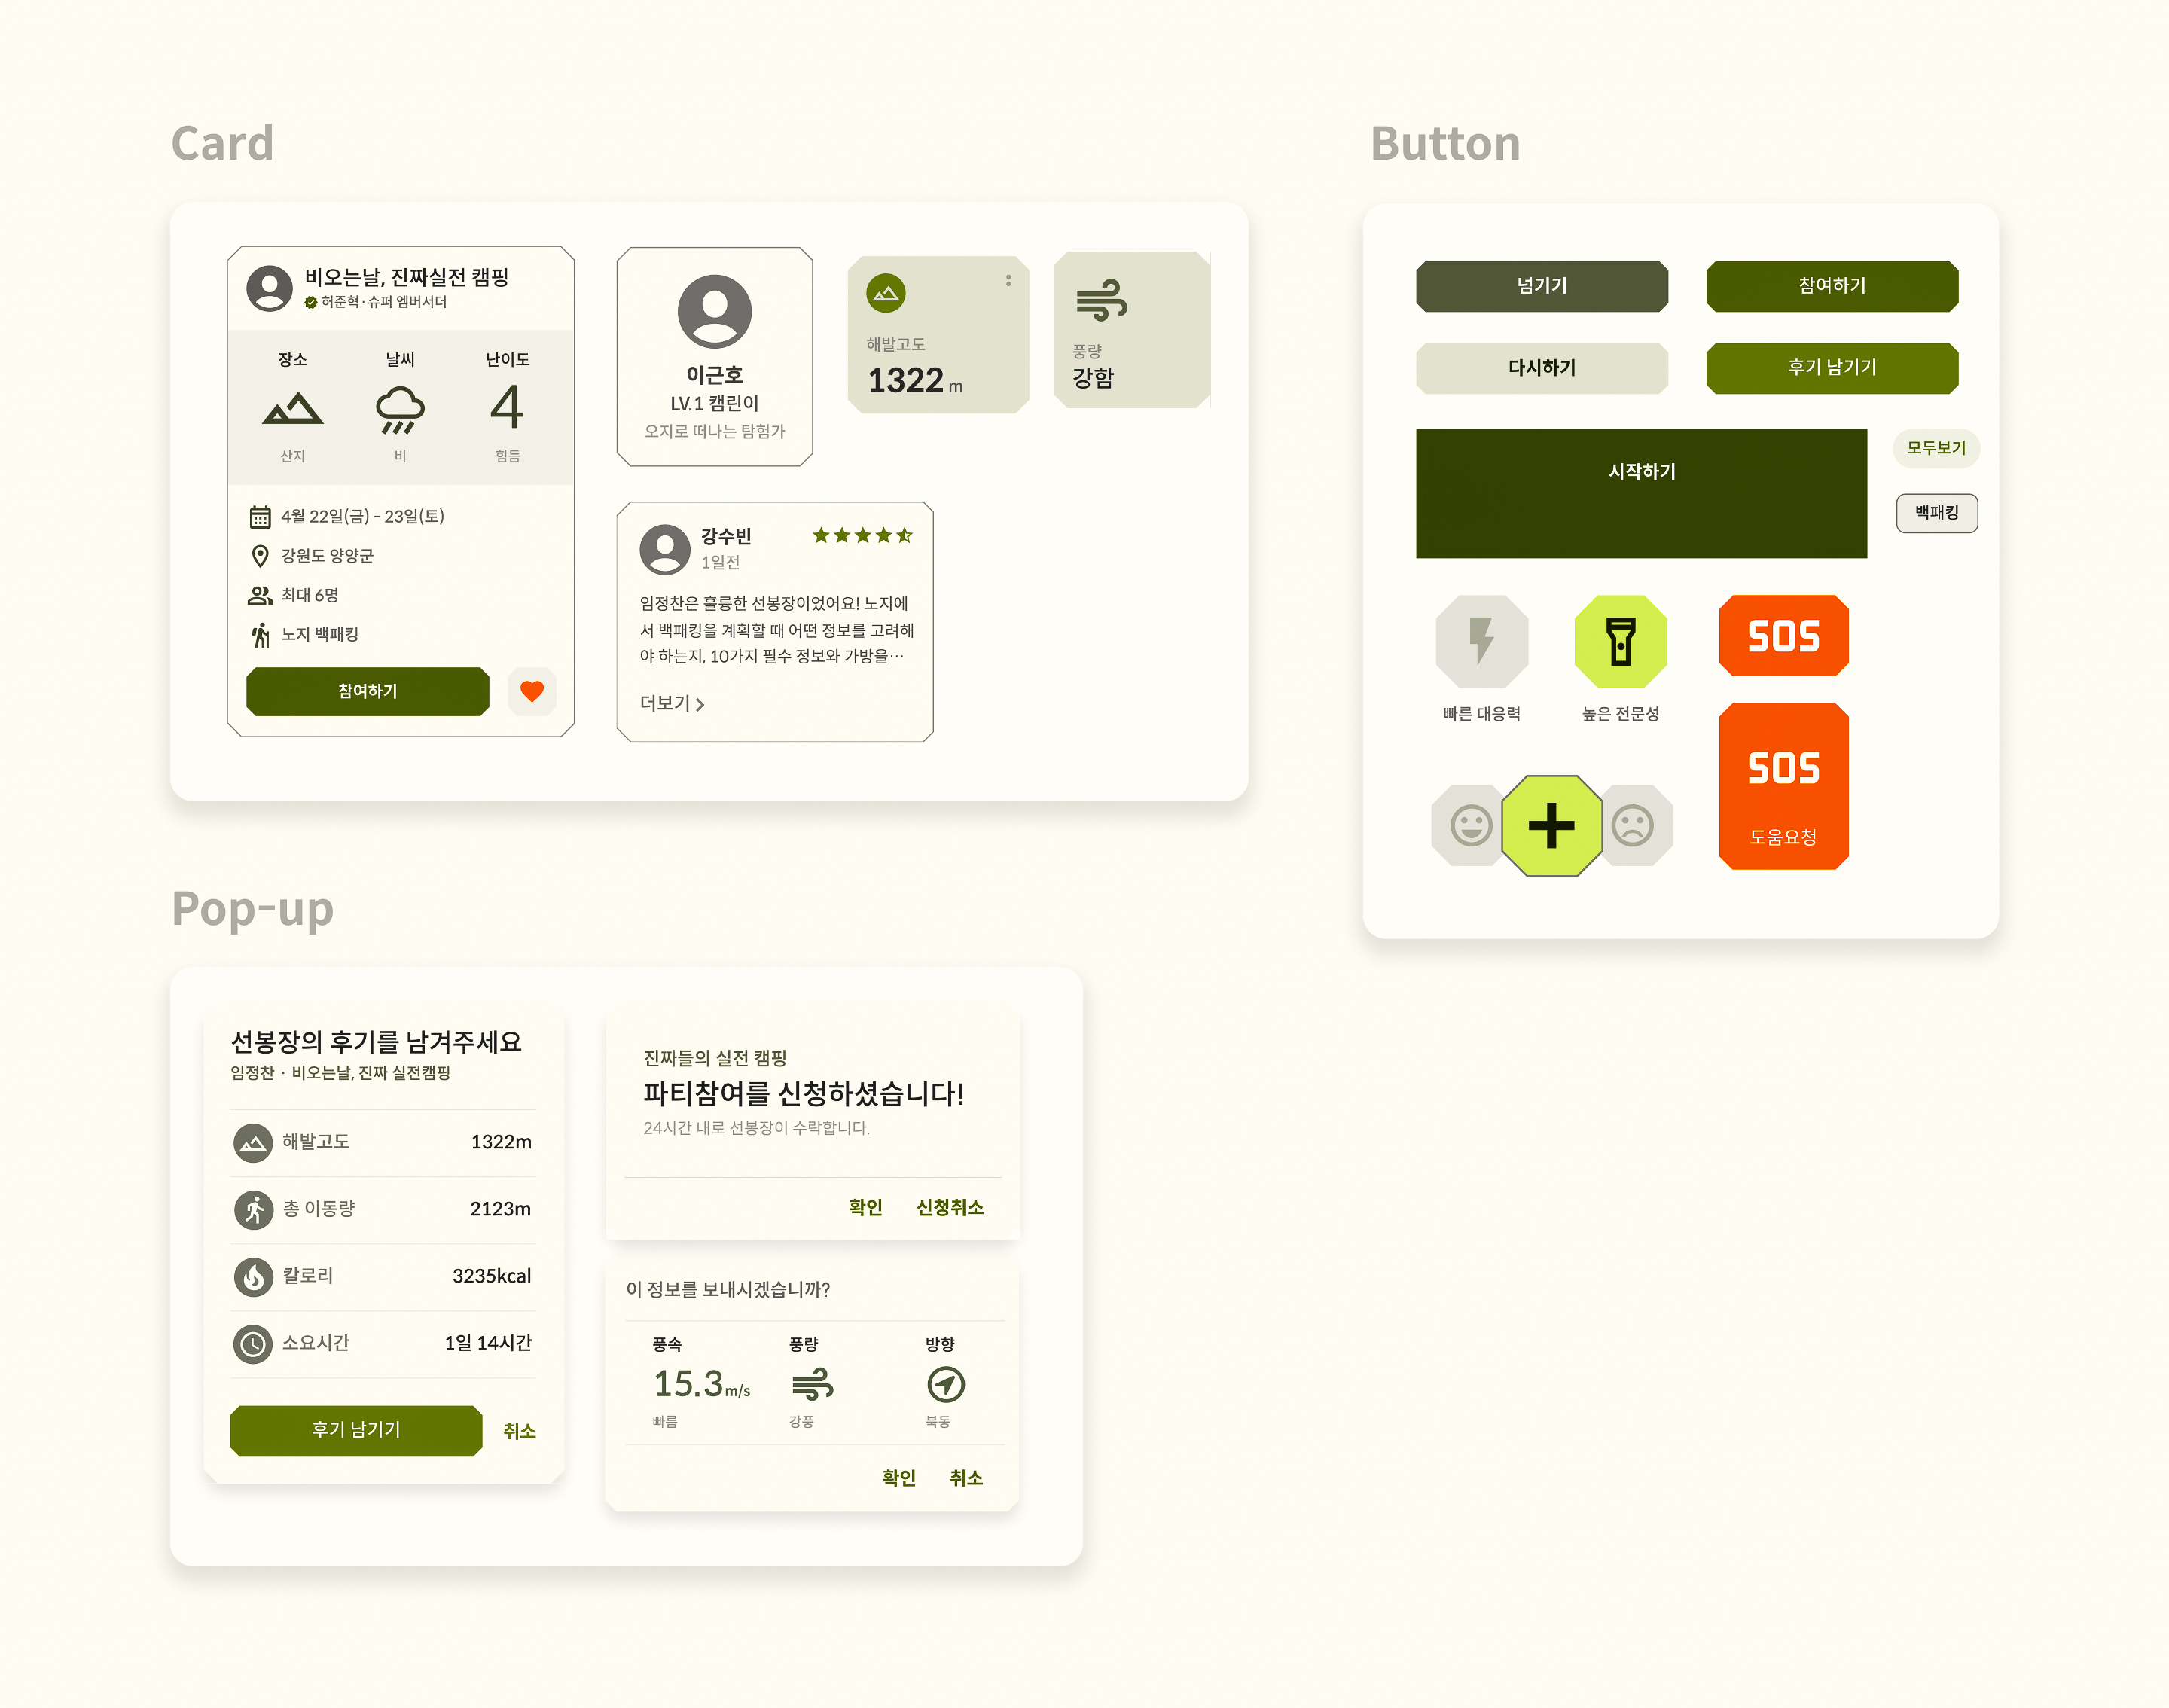 Card
비오는날, 진짜실전 캠핑
허준혁 · 슈퍼 엠버서더
장소 날씨 난이도
4
산지 비 힘듬
4월 22일(금) - 23일(토)
강원도 양양군
최대 6명
노지 백패킹
참여하기
이근호
LV.1 캠린이
오지로 떠나는 탐험가
해발고도
1322 m
풍량
강함
강수빈
1일전
임정찬은 훌륭한 선봉장이었어요! 노지에
서 백패킹을 계획할 때 어떤 정보를 고려해
야 하는지, 10가지 필수 정보와 가방을…
더보기
Button
넘기기
참여하기
다시하기
후기 남기기
시작하기
모두보기
백패킹
빠른 대응력
높은 전문성
SOS
SOS
도움요청
Pop-up
선봉장의 후기를 남겨주세요
임정찬 · 비오는날, 진짜 실전캠핑
해발고도 1322m
총 이동량 2123m
칼로리 3235kcal
소요시간 1일 14시간
후기 남기기 취소
진짜들의 실전 캠핑
파티참여를 신청하셨습니다!
24시간 내로 선봉장이 수락합니다.
확인 신청취소
이 정보를 보내시겠습니까?
풍속 풍량 방향
15.3m/s
빠름 강풍 북동
확인 취소